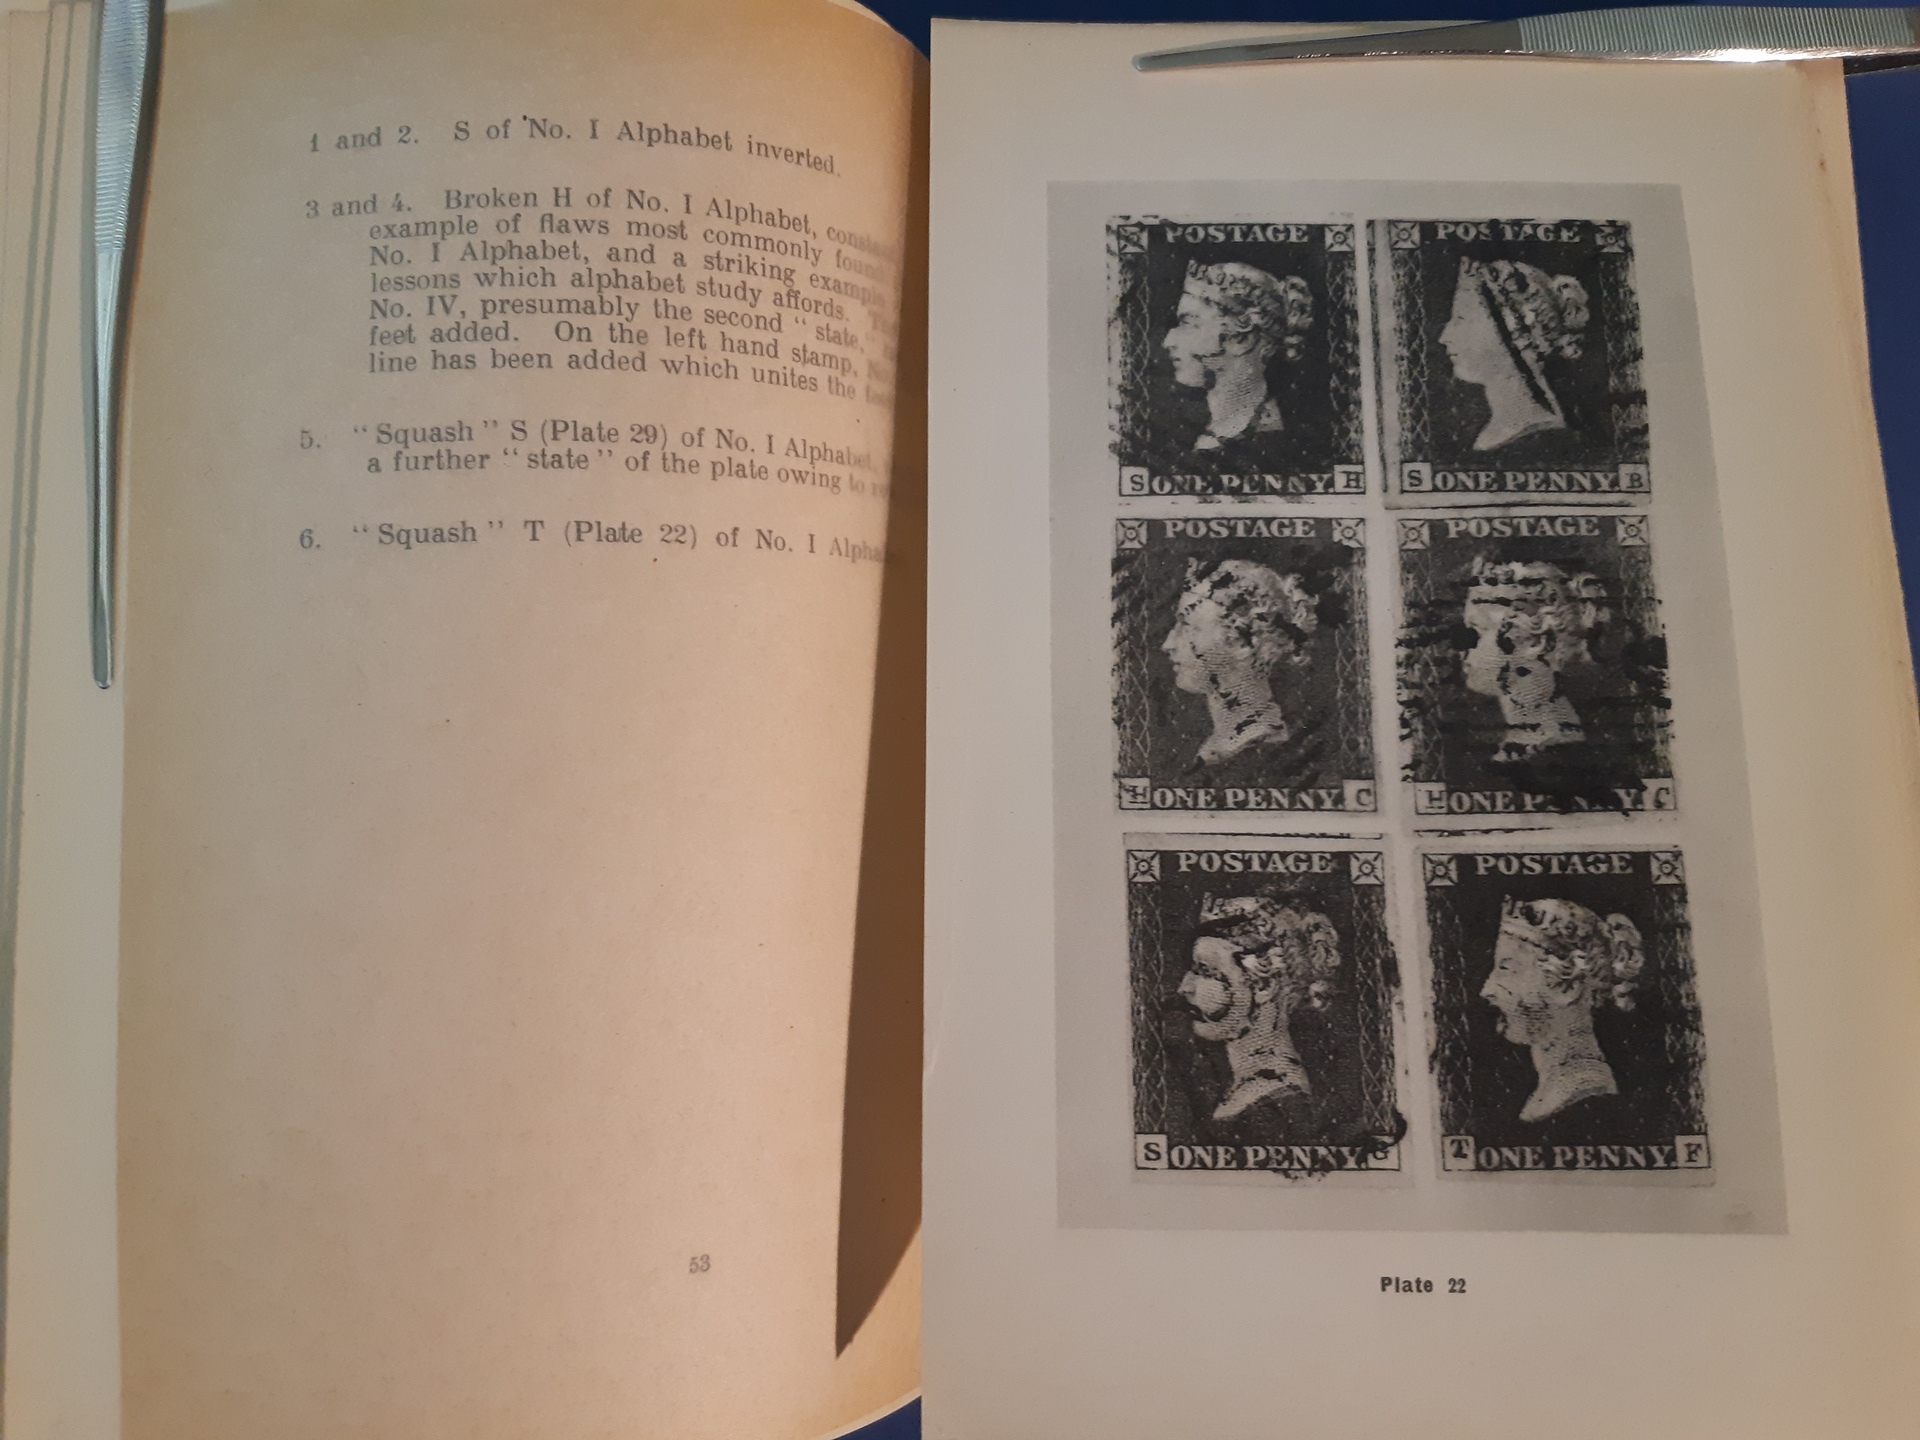 1 and 2. S of No. I Alphabet inverted.
3 and 4. Broken H of No. I Alphabet,
example of flaws most commonly
No. I Alphabet, and a striking
lessons which alphabet study affords.
No. IV, presumably the second “ state,”
feet added. On the left hand stamp,
line has been added which unites the
5. “ Squash ” S (Plate 29) of No. I
a further “ state ” of the plate owing to
6. “ Squash ” T (Plate 22) of No. I
53
POSTAGE
S ONE PENNY. H
POSTAGE
S ONE PENNY. B
POSTAGE
H ONE PENNY. C
POSTAGE
H ONE C
POSTAGE
S ONE PENNY. G
POSTAGE
T ONE PENNY. F
Plate 22